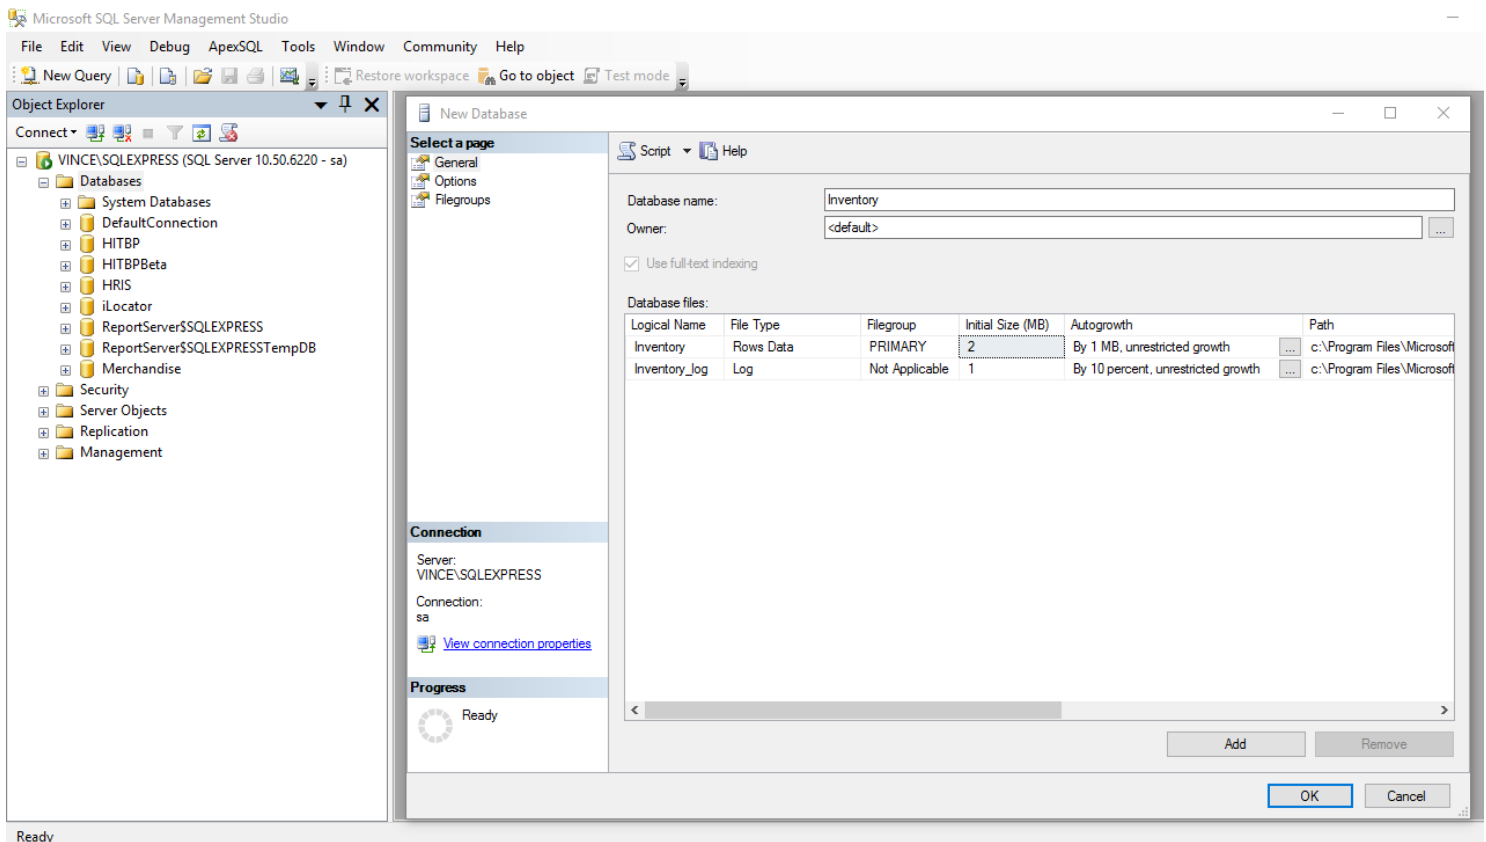 Microsoft SQL Server Management Studio
File Edit View Debug ApexSQL Tools Window Community Help
New Query Restore workspace Go to object Test mode
Object Explorer
Connect
VINCE\SQLEXPRESS (SQL Server 10.50.6220 - sa)
Databases
System Databases
DefaultConnection
HITBP
HITBPBeta
HRIS
iLocator
ReportServer$SQLEXPRESS
ReportServer$SQLEXPRESSTempDB
Merchandise
Security
Server Objects
Replication
Management
New Database
Select a page
General
Options
Filegroups
Connection
Server:
VINCE\SQLEXPRESS
Connection:
sa
View connection properties
Progress
Ready
Script Help
Database name: Inventory
Owner: <default> ...
Use full-text indexing
Database files:
Logical Name File Type Filegroup Initial Size (MB) Autogrowth Path
Inventory Rows Data PRIMARY 2 By 1 MB, unrestricted growth ... c:\Program Files\Microsoft
Inventory_log Log Not Applicable 1 By 10 percent, unrestricted growth ... c:\Program Files\Microsoft
Add Remove
OK Cancel
Ready